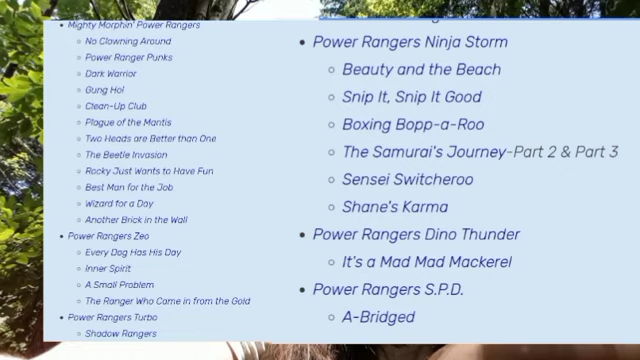 Mighty Morphin' Power Rangers
No Clowning Around
Power Ranger Punks
Dark Warrior
Gung Ho!
Clean-Up Club
Plague of the Mantis
Two Heads are Better than One
The Beetle Invasion
Rocky Just Wants to Have Fun
Best Man for the Job
Wizard for a Day
Another Brick in the Wall
Power Rangers Zeo
Every Dog Has His Day
Inner Spirit
A Small Problem
The Ranger Who Came in from the Gold
Power Rangers Turbo
Shadow Rangers
Power Rangers Ninja Storm
Beauty and the Beach
Snip It, Snip It Good
Boxing Bopp-a-Roo
The Samurai's Journey-Part 2 & Part 3
Sensei Switcheroo
Shane's Karma
Power Rangers Dino Thunder
It's a Mad Mad Mackerel
Power Rangers S.P.D.
A-Bridged